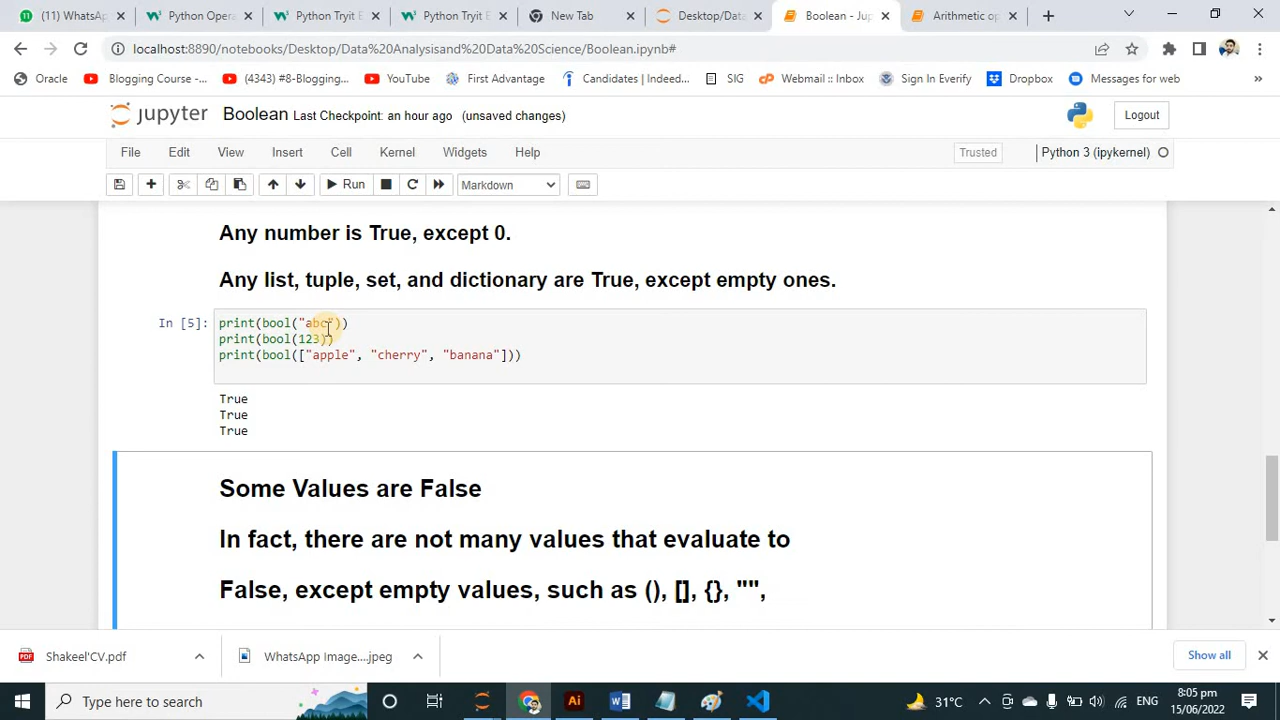 (11) WhatsA
Python Opera
Python Tryit E
Python Tryit E
New Tab
Desktop/Data
Boolean - Jup
Arithmetic op
localhost:8890/notebooks/Desktop/Data%20Analysisand%20Data%20Science/Boolean.ipynb#
Oracle
Blogging Course -...
(4343) #8-Blogging...
YouTube
First Advantage
Candidates | Indeed...
SIG
Webmail :: Inbox
Sign In Everify
Dropbox
Messages for web
»
jupyter Boolean Last Checkpoint: an hour ago (unsaved changes)
Logout
File Edit View Insert Cell Kernel Widgets Help
Trusted
Python 3 (ipykernel)
Run
Markdown
Any number is True, except 0.
Any list, tuple, set, and dictionary are True, except empty ones.
In [5]: print(bool("abc"))
print(bool(123))
print(bool(["apple", "cherry", "banana"]))
True
True
True
Some Values are False
In fact, there are not many values that evaluate to
False, except empty values, such as (), [], {}, "",
Shakeel'CV.pdf
WhatsApp Image....jpeg
Show all
Type here to search
31°C
ENG
8:05 pm
15/06/2022